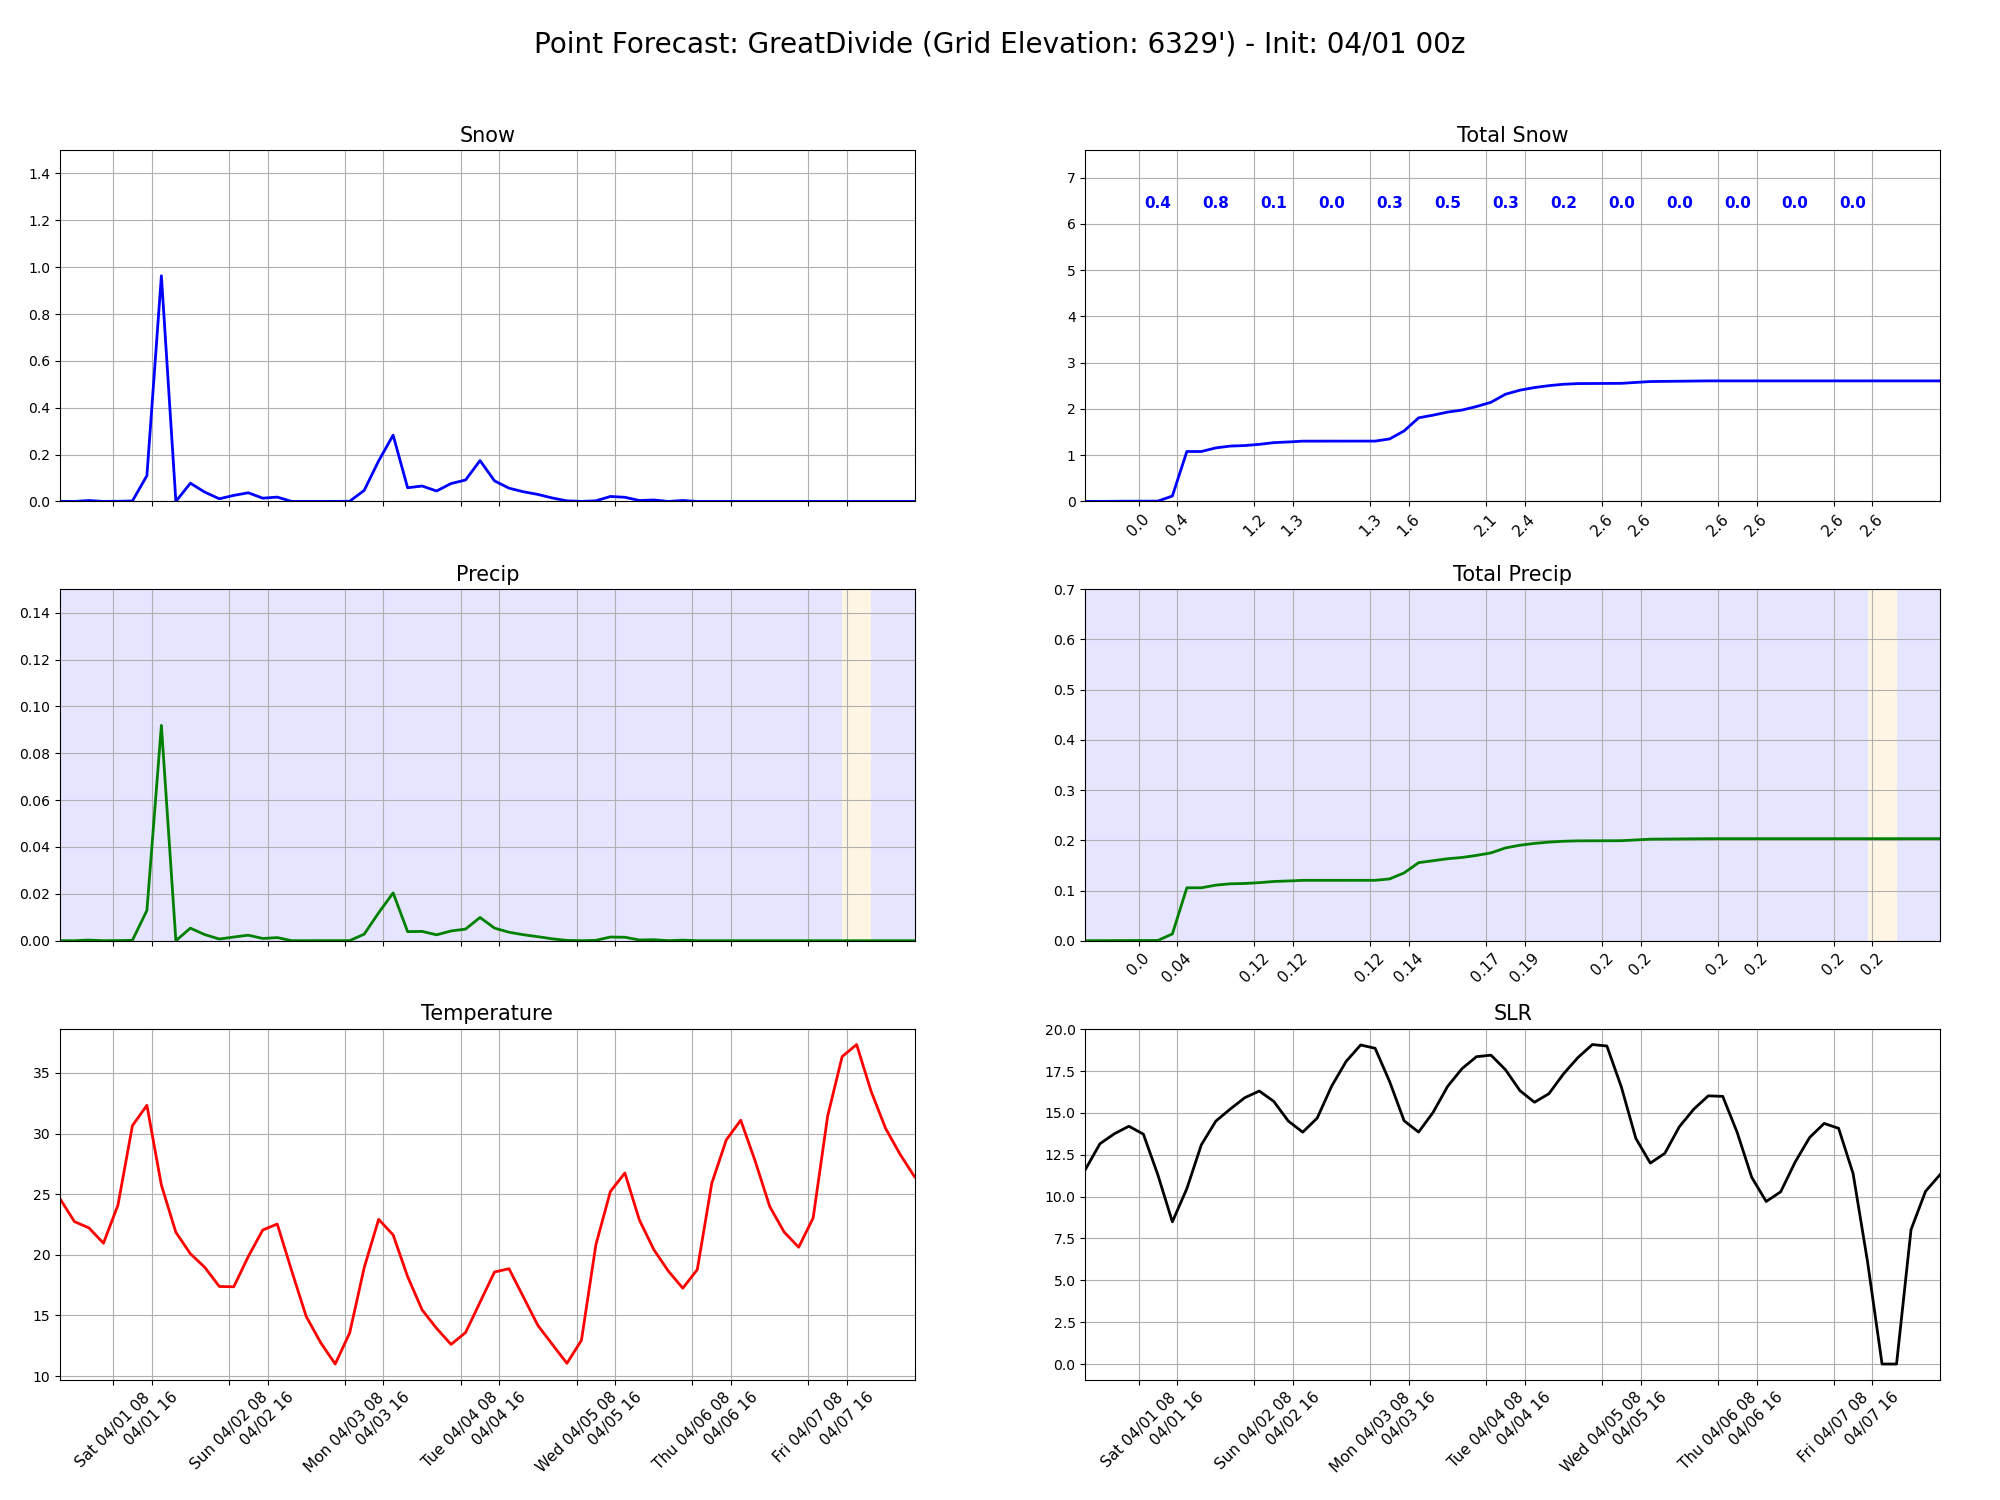 Point Forecast: GreatDivide (Grid Elevation: 6329') - Init: 04/01 00z
Snow
1.4
1.2
1.0
0.8
0.6
0.4
0.2
0.0
Total Snow
7
6
5
4
3
2
1
0
0.4 0.8 0.1 0.0 0.3 0.5 0.3 0.2 0.0 0.0 0.0 0.0 0.0
0.0 0.4 1.2 1.3 1.3 1.6 2.1 2.4 2.6 2.6 2.6 2.6 2.6 2.6
Precip
0.14
0.12
0.10
0.08
0.06
0.04
0.02
0.00
Total Precip
0.7
0.6
0.5
0.4
0.3
0.2
0.1
0.0
0.0 0.04 0.12 0.12 0.12 0.14 0.17 0.19 0.2 0.2 0.2 0.2 0.2 0.2
Temperature
35
30
25
20
15
10
Sat 04/01 08
04/01 16
Sun 04/02 08
04/02 16
Mon 04/03 08
04/03 16
Tue 04/04 08
04/04 16
Wed 04/05 08
04/05 16
Thu 04/06 08
04/06 16
Fri 04/07 08
04/07 16
SLR
20.0
17.5
15.0
12.5
10.0
7.5
5.0
2.5
0.0
Sat 04/01 08
04/01 16
Sun 04/02 08
04/02 16
Mon 04/03 08
04/03 16
Tue 04/04 08
04/04 16
Wed 04/05 08
04/05 16
Thu 04/06 08
04/06 16
Fri 04/07 08
04/07 16